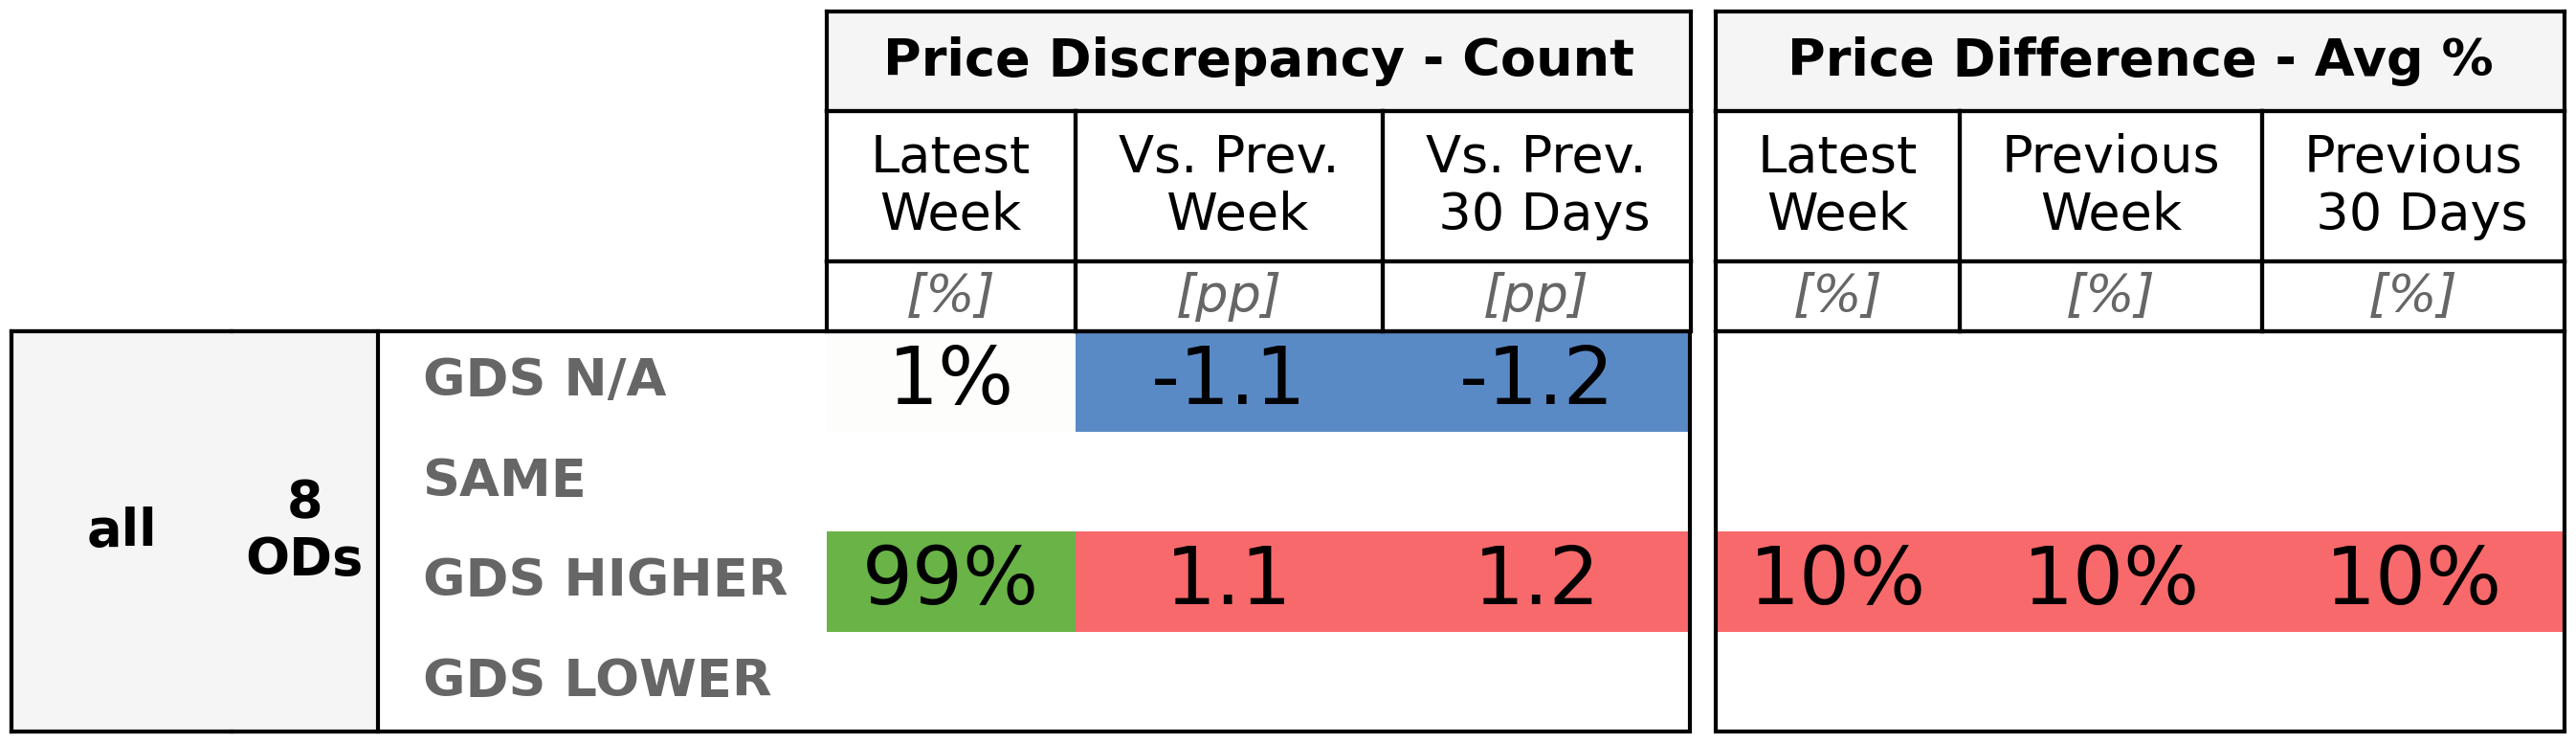 Price Discrepancy - Count
Price Difference - Avg %
Latest Week
Vs. Prev. Week
Vs. Prev. 30 Days
Latest Week
Previous Week
Previous 30 Days
[%] [pp] [pp] [%] [%] [%]
all
8 ODs
GDS N/A 1% -1.1 -1.2
SAME
GDS HIGHER 99% 1.1 1.2 10% 10% 10%
GDS LOWER